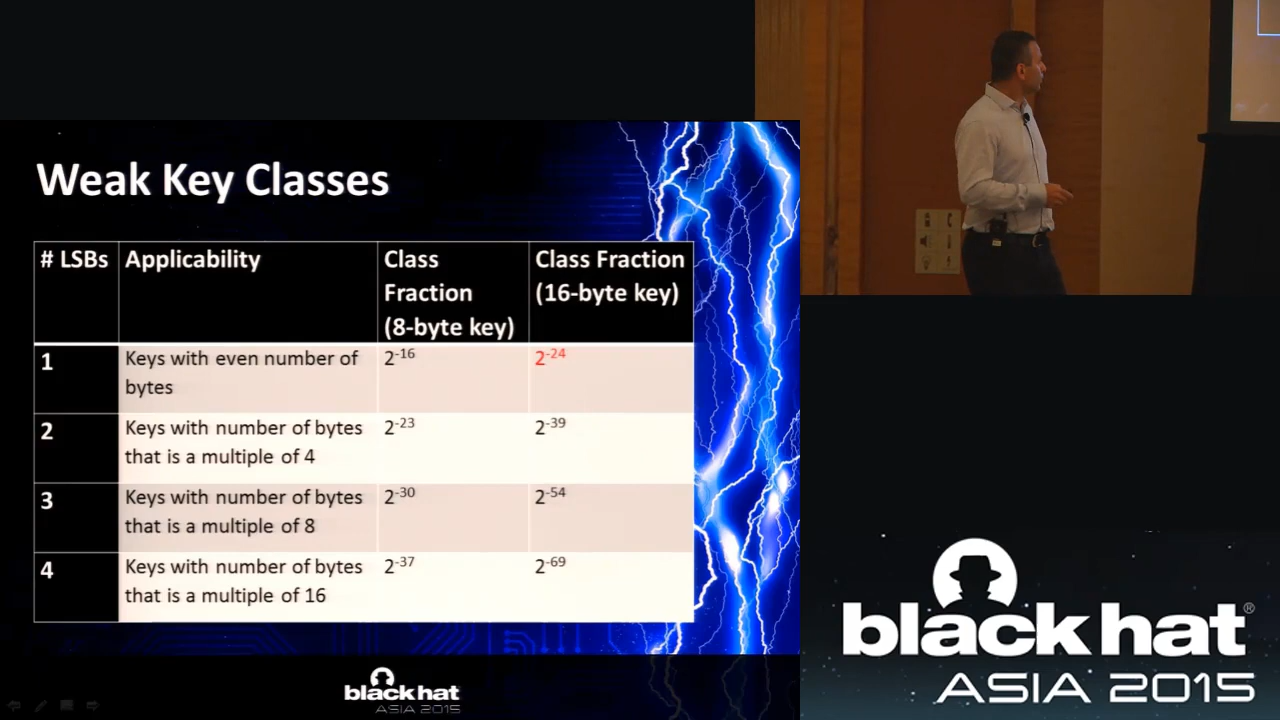 Weak Key Classes
# LSBs Applicability Class Fraction (8-byte key) Class Fraction (16-byte key)
1 Keys with even number of bytes 2^-16 2^-24
2 Keys with number of bytes that is a multiple of 4 2^-23 2^-39
3 Keys with number of bytes that is a multiple of 8 2^-30 2^-54
4 Keys with number of bytes that is a multiple of 16 2^-37 2^-69
black hat
ASIA 2015
black hat®
ASIA 2015